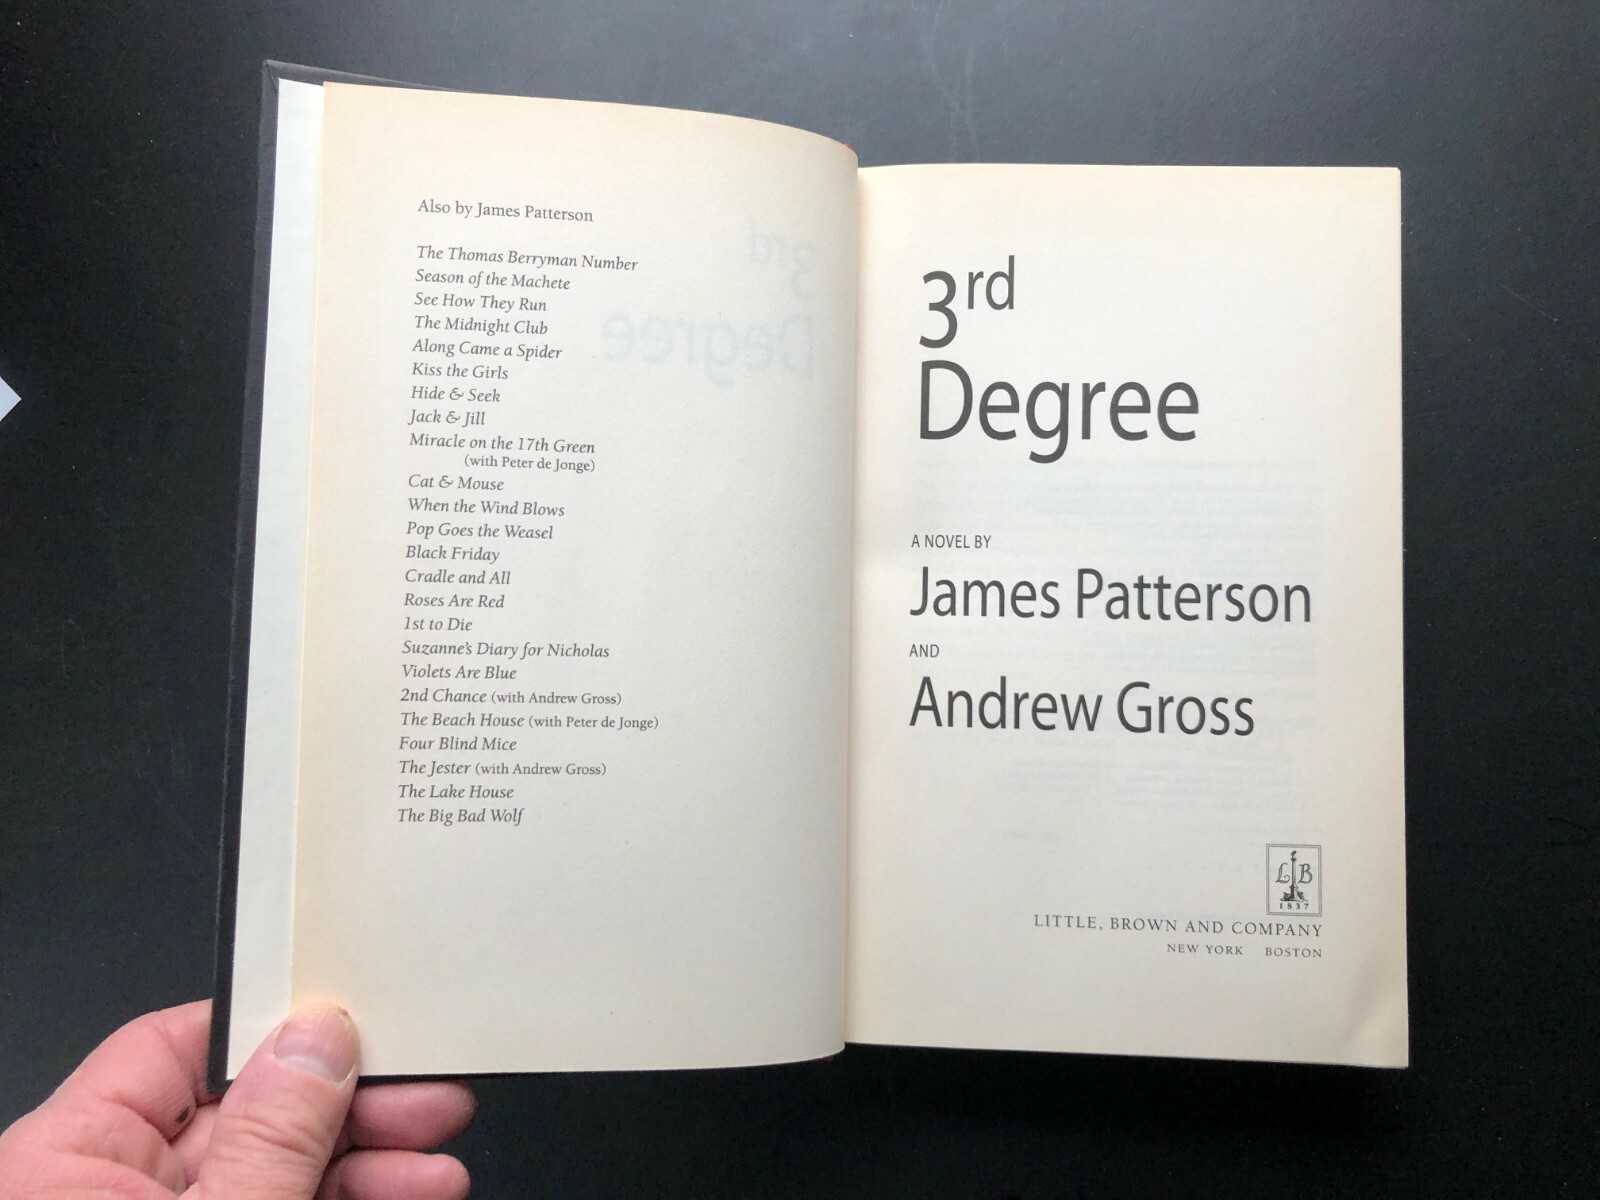 Also by James Patterson
The Thomas Berryman Number
Season of the Machete
See How They Run
The Midnight Club
Along Came a Spider
Kiss the Girls
Hide & Seek
Jack & Jill
Miracle on the 17th Green
(with Peter de Jonge)
Cat & Mouse
When the Wind Blows
Pop Goes the Weasel
Black Friday
Cradle and All
Roses Are Red
1st to Die
Suzanne's Diary for Nicholas
Violets Are Blue
2nd Chance (with Andrew Gross)
The Beach House (with Peter de Jonge)
Four Blind Mice
The Jester (with Andrew Gross)
The Lake House
The Big Bad Wolf
3rd
Degree
A NOVEL BY
James Patterson
AND
Andrew Gross
L B
1837
LITTLE, BROWN AND COMPANY
NEW YORK BOSTON